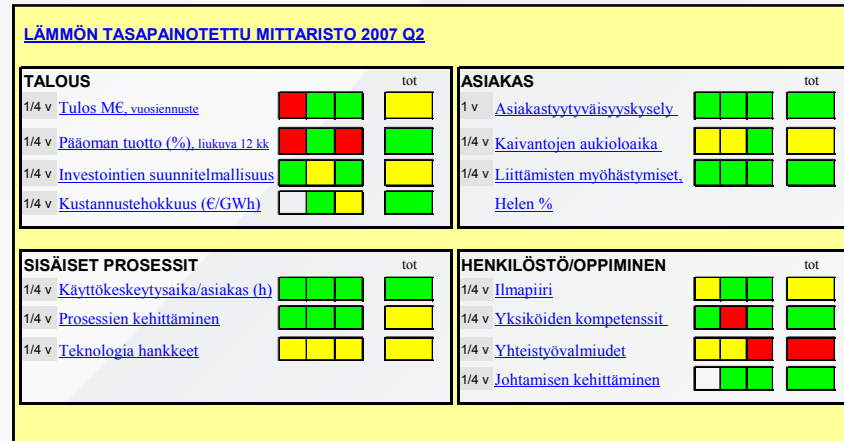 LÄMMÖN TASAPAINOTETTU MITTARISTO 2007 Q2
TALOUS tot
1/4 v Tulos M€, vuosiennuste
1/4 v Pääoman tuotto (%), liukuva 12 kk
1/4 v Investointien suunnitelmallisuus
1/4 v Kustannustehokkuus (€/GWh)
ASIAKAS tot
1 v Asiakastyytyväisyyskysely
1/4 v Kaivantojen aukioloaika
1/4 v Liittämisten myöhästymiset,
Helen %
SISÄISET PROSESSIT tot
1/4 v Käyttökeskeytysaika/asiakas (h)
1/4 v Prosessien kehittäminen
1/4 v Teknologia hankkeet
HENKILÖSTÖ/OPPIMINEN tot
1/4 v Ilmapiiri
1/4 v Yksiköiden kompetenssit
1/4 v Yhteistyövalmiudet
1/4 v Johtamisen kehittäminen